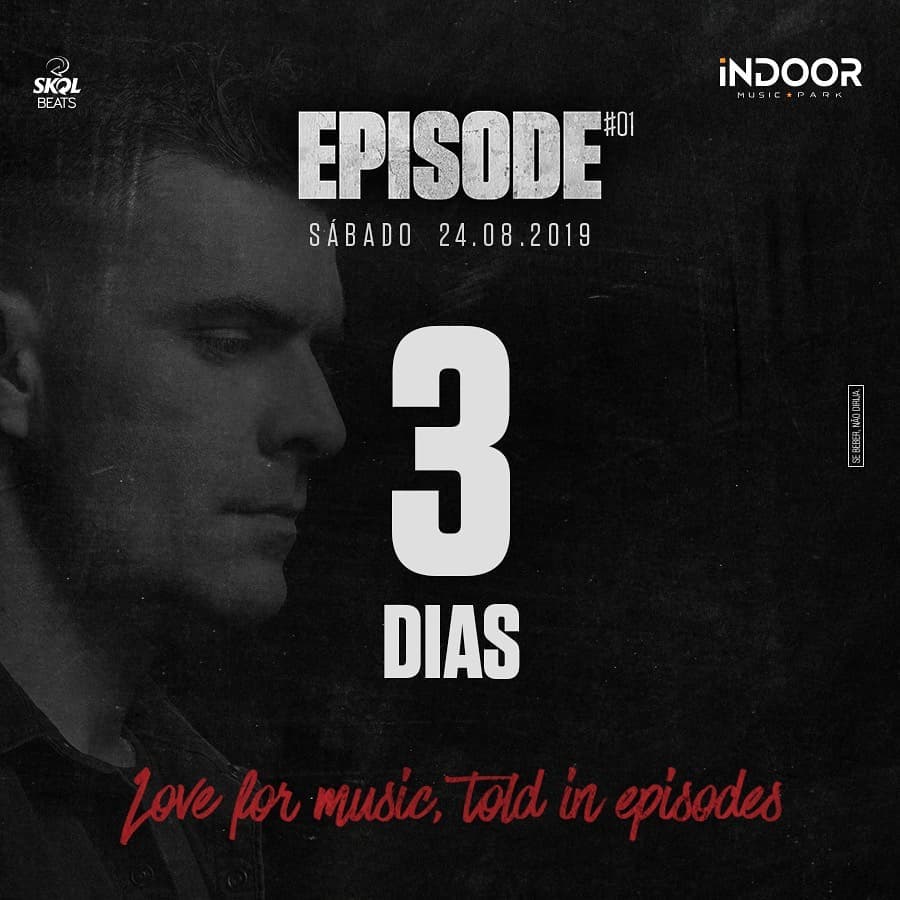 SKOL
BEATS
iNDOOR
MUSIC★PARK
EPISODE #01
SÁBADO 24.08.2019
3
DIAS
SE BEBER, NÃO DIRIJA.
Love for music, told in episodes